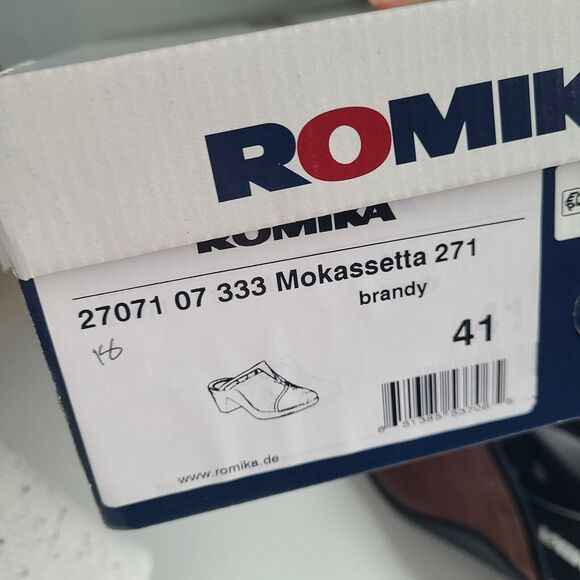 ROMIK
ROMIKA
27071 07 333 Mokassetta 271
brandy
41
www.romika.de